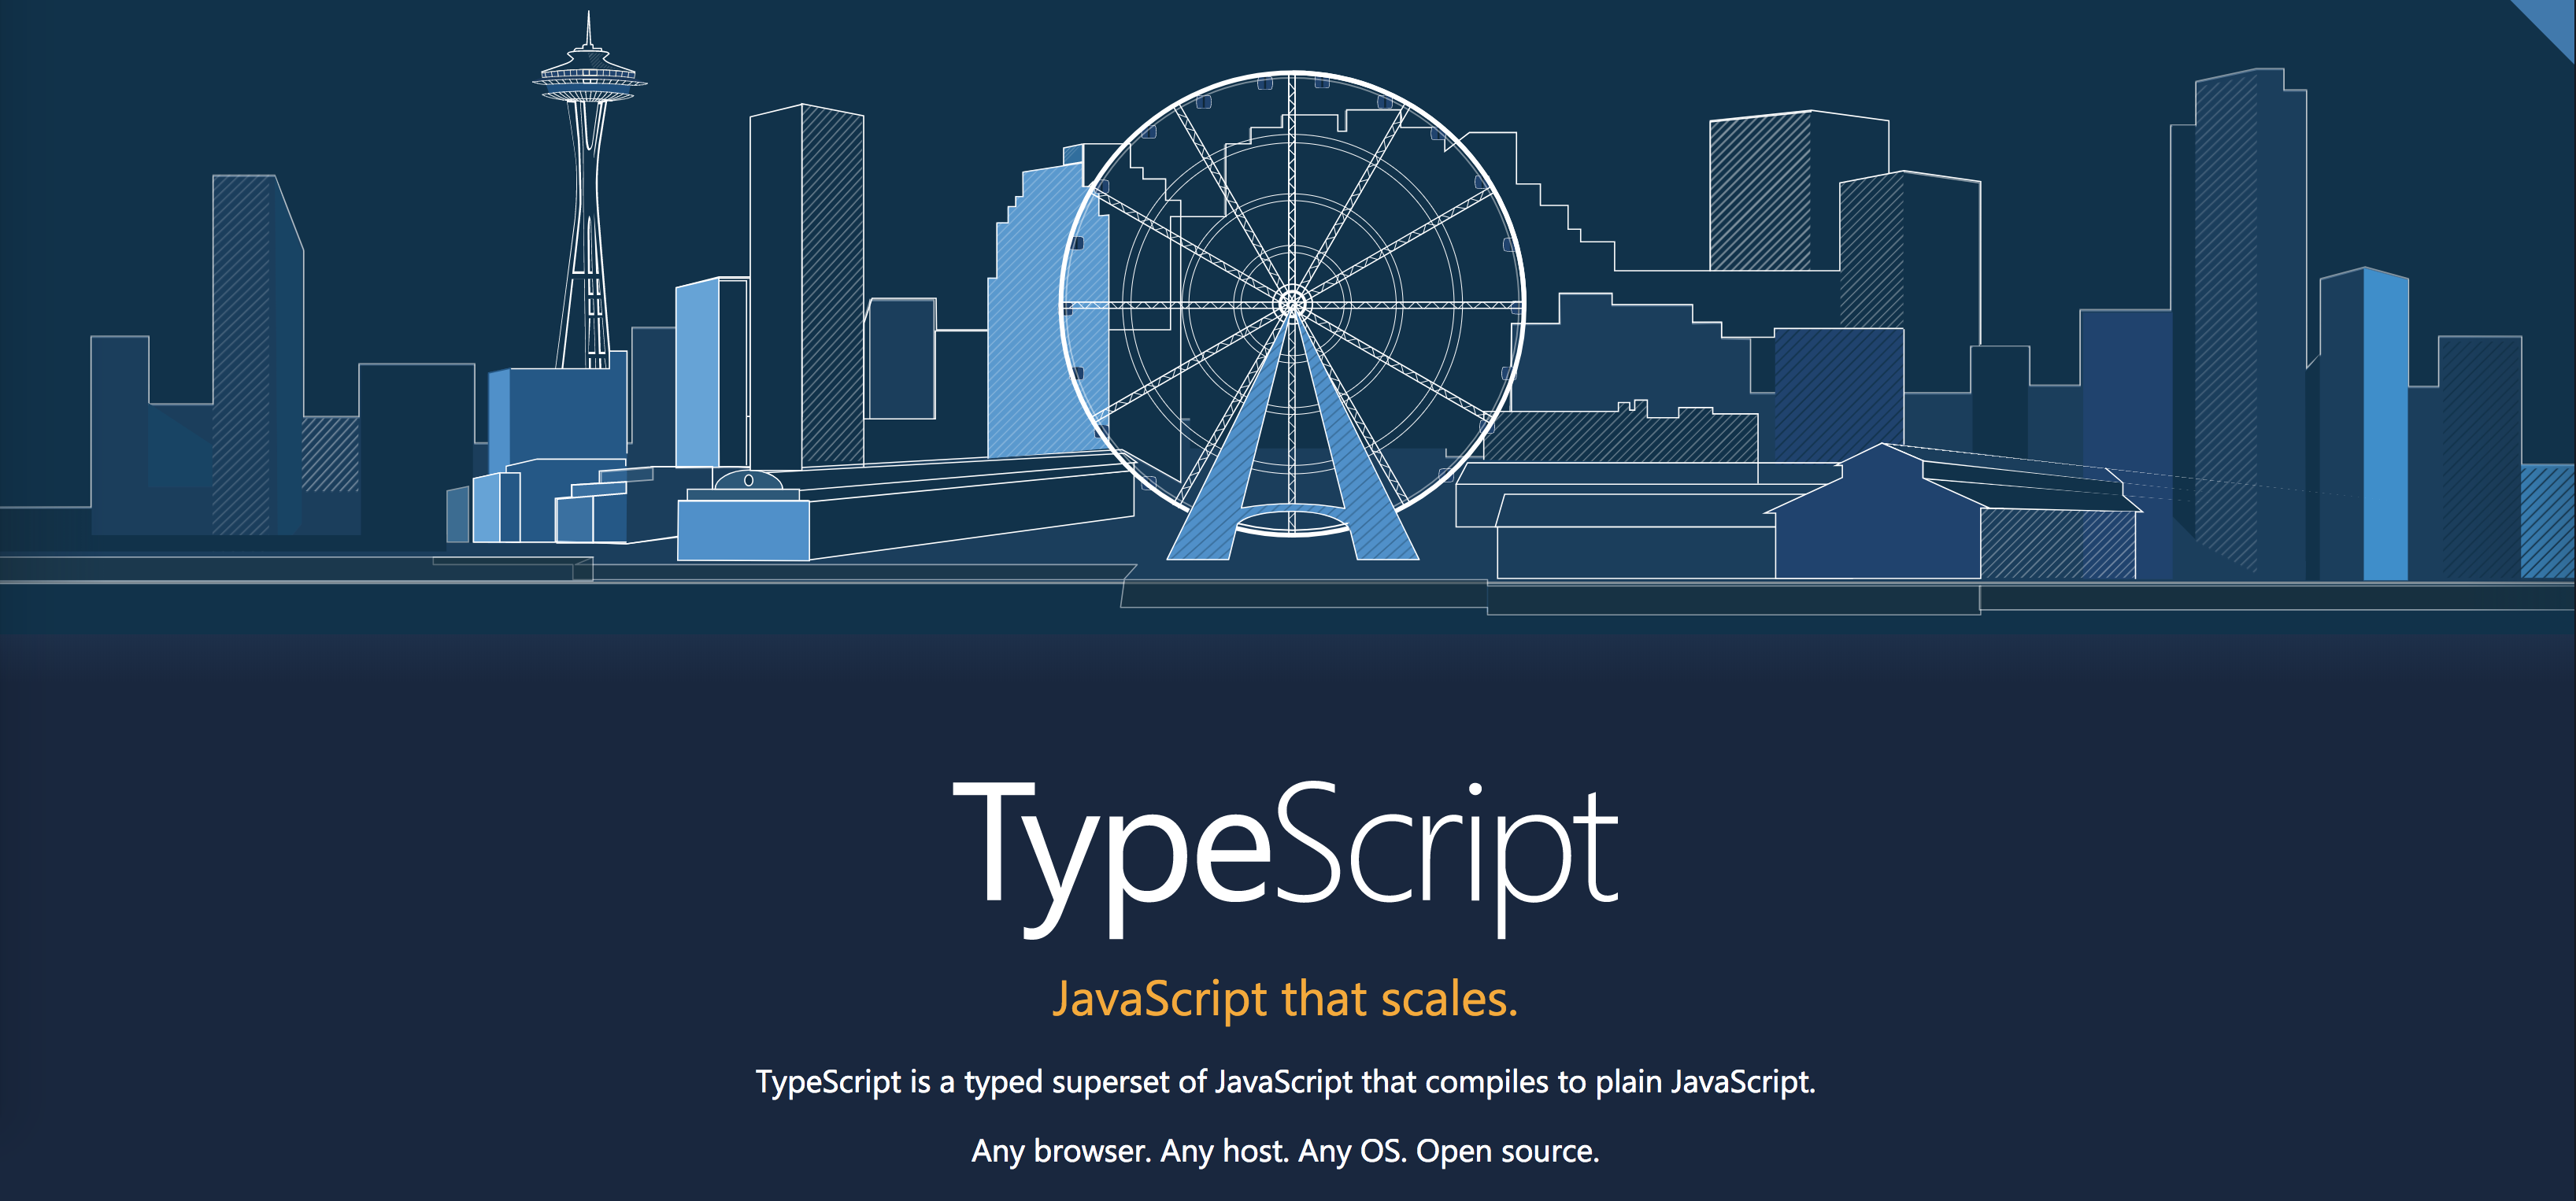 TypeScript
JavaScript that scales.
TypeScript is a typed superset of JavaScript that compiles to plain JavaScript.
Any browser. Any host. Any OS. Open source.